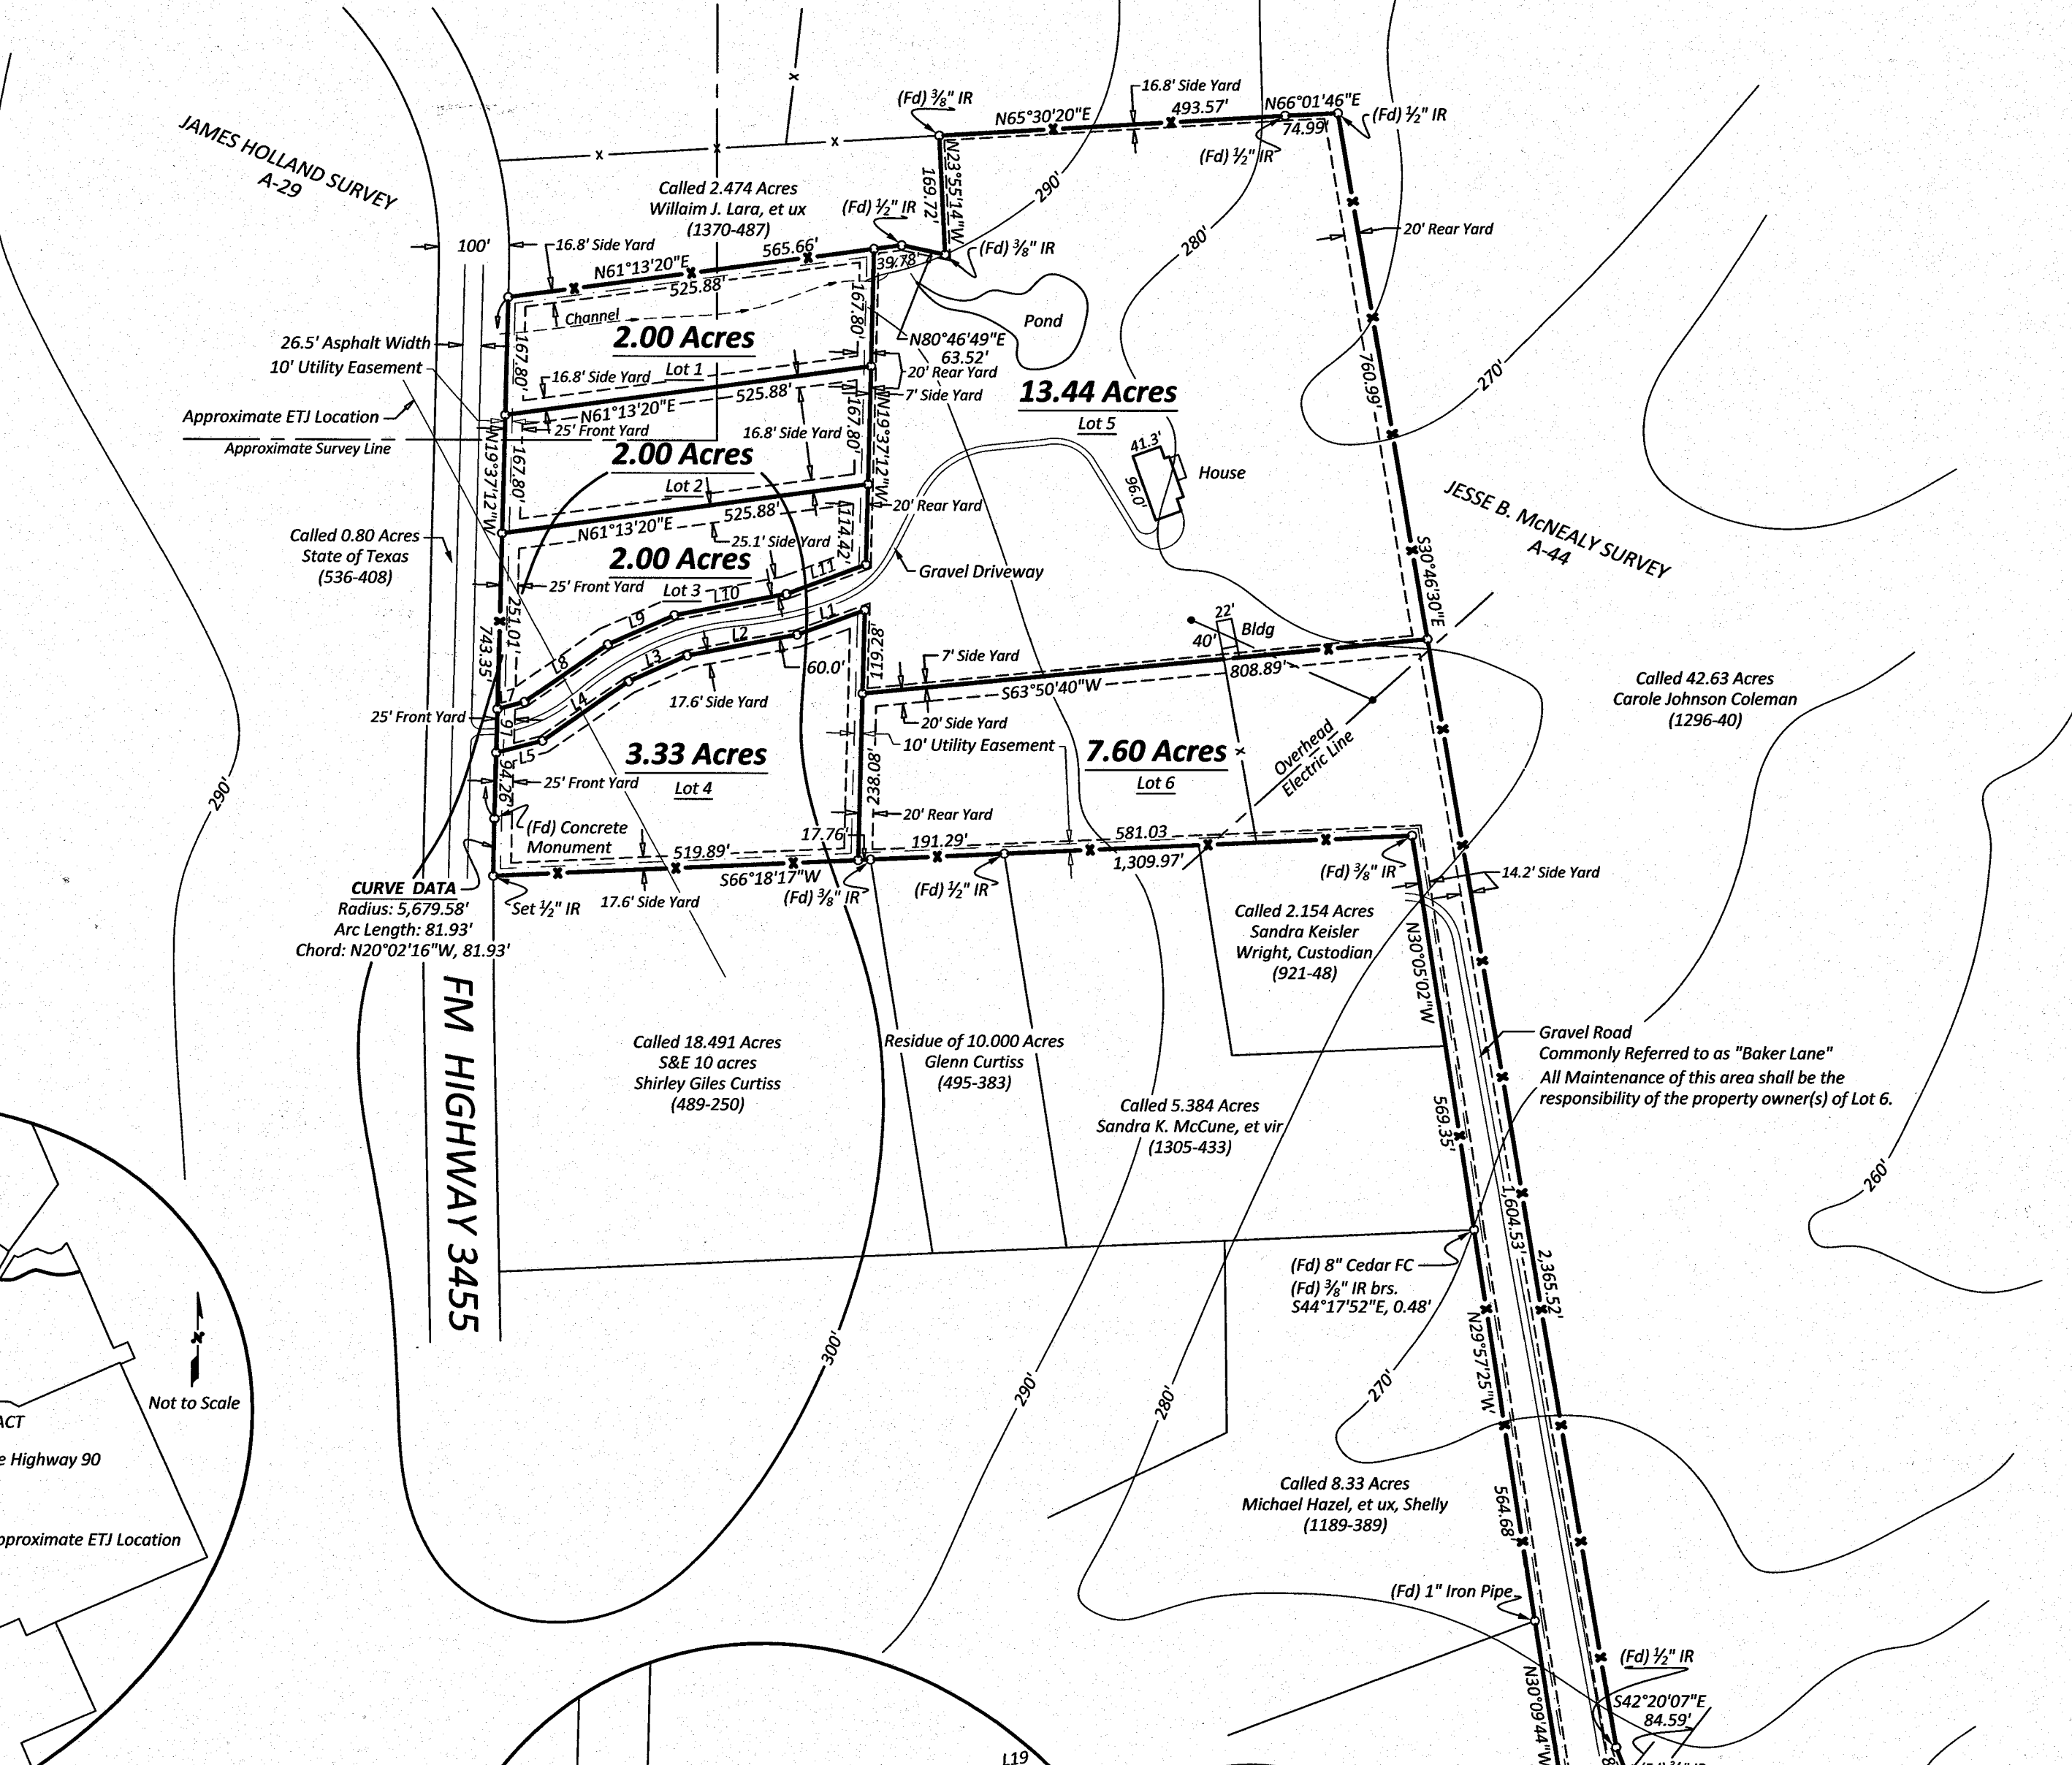 JAMES HOLLAND SURVEY
A-29
(Fd) ⅜" IR
N65°30'20"E
16.8' Side Yard
493.57'
N66°01'46"E
74.99'
(Fd) ½" IR
(Fd) ½" IR
N23°55'14"W
169.72'
290'
280'
Called 2.474 Acres
Willaim J. Lara, et ux
(1370-487)
(Fd) ½" IR
(Fd) ⅜" IR
20' Rear Yard
100'
16.8' Side Yard
N61°13'20"E
565.66'
39.78'
525.88'
167.80'
Channel
2.00 Acres
Lot 1
167.80'
Pond
N80°46'49"E
63.52'
20' Rear Yard
7' Side Yard
26.5' Asphalt Width
10' Utility Easement
Approximate ETJ Location
Approximate Survey Line
16.8' Side Yard
N61°13'20"E
525.88'
25' Front Yard
16.8' Side Yard
167.80'
N19°37'12"W
N19°37'12"W
167.80'
2.00 Acres
Lot 2
13.44 Acres
Lot 5
41.3'
96.0'
House
760.99'
270'
JESSE B. McNEALY SURVEY
A-44
Called 0.80 Acres
State of Texas
(536-408)
N61°13'20"E
525.88'
25.1' Side Yard
20' Rear Yard
114.42'
2.00 Acres
Lot 3
25' Front Yard
251.01'
743.35'
L11
L10
L9
L8
L7
Gravel Driveway
S30°46'30"E
L1
L2
L3
L4
L5
60.0'
119.28'
17.6' Side Yard
7' Side Yard
S63°50'40"W
808.89'
22'
40'
Bldg
20' Side Yard
10' Utility Easement
25' Front Yard
97
94.26'
25' Front Yard
3.33 Acres
Lot 4
238.08'
20' Rear Yard
7.60 Acres
Lot 6
Overhead
Electric Line
Called 42.63 Acres
Carole Johnson Coleman
(1296-40)
290'
(Fd) Concrete
Monument
17.76'
191.29'
581.03
1,309.97'
519.89'
S66°18'17"W
17.6' Side Yard
(Fd) ⅜" IR
(Fd) ½" IR
(Fd) ⅜" IR
14.2' Side Yard
Set ½" IR
CURVE DATA
Radius: 5,679.58'
Arc Length: 81.93'
Chord: N20°02'16"W, 81.93'
Called 2.154 Acres
Sandra Keisler
Wright, Custodian
(921-48)
N30°05'02"W
569.35'
FM HIGHWAY 3455
Called 18.491 Acres
S&E 10 acres
Shirley Giles Curtiss
(489-250)
Residue of 10.000 Acres
Glenn Curtiss
(495-383)
Called 5.384 Acres
Sandra K. McCune, et vir
(1305-433)
Gravel Road
Commonly Referred to as "Baker Lane"
All Maintenance of this area shall be the
responsibility of the property owner(s) of Lot 6.
260'
1,604.53'
2,365.52'
(Fd) 8" Cedar FC
(Fd) ⅜" IR brs.
S44°17'52"E, 0.48'
N29°57'25"W
300'
290'
280'
270'
Called 8.33 Acres
Michael Hazel, et ux, Shelly
(1189-389)
564.68'
(Fd) 1" Iron Pipe
(Fd) ½" IR
S42°20'07"E
84.59'
N30°09'44"W
Not to Scale
ACT
e Highway 90
pproximate ETJ Location
L19